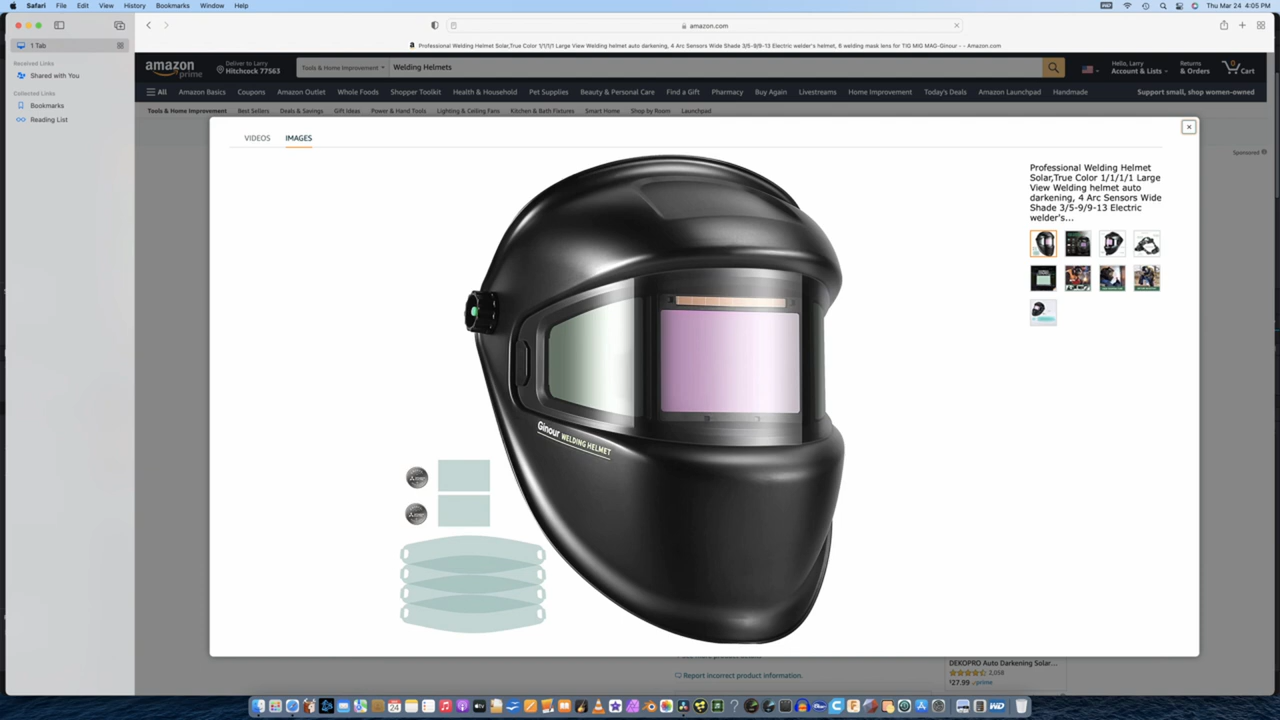 Safari File Edit View History Bookmarks Window Help
Thu Mar 24 4:05 PM
1 Tab
Received Links
Shared with You
Collected Links
Bookmarks
Reading List
amazon.com
Professional Welding Helmet Solar,True Color 1/1/1/1 Large View Welding helmet auto darkening, 4 Arc Sensors Wide Shade 3/5-9/9-13 Electric welder's helmet, 6 welding mask lens for TIG MIG MAG-Ginour - - Amazon.com
amazon
prime
Deliver to Larry
Hitchcock 77563
Tools & Home Improvement
Welding Helmets
Hello, Larry
Account & Lists
Returns
& Orders
0
Cart
All Amazon Basics Coupons Amazon Outlet Whole Foods Shopper Toolkit Health & Household Pet Supplies Beauty & Personal Care Find a Gift Pharmacy Buy Again Livestreams Home Improvement Today's Deals Amazon Launchpad Handmade Support small, shop women-owned
Tools & Home Improvement Best Sellers Deals & Savings Gift Ideas Power & Hand Tools Lighting & Ceiling Fans Kitchen & Bath Fixtures Smart Home Shop by Room Launchpad
Sponsored
VIDEOS IMAGES
Professional Welding Helmet
Solar,True Color 1/1/1/1 Large
View Welding helmet auto
darkening, 4 Arc Sensors Wide
Shade 3/5-9/9-13 Electric
welder's...
Ginour WELDING HELMET
Report incorrect product information.
DEKOPRO Auto Darkening Solar...
2,058
$27.99 prime